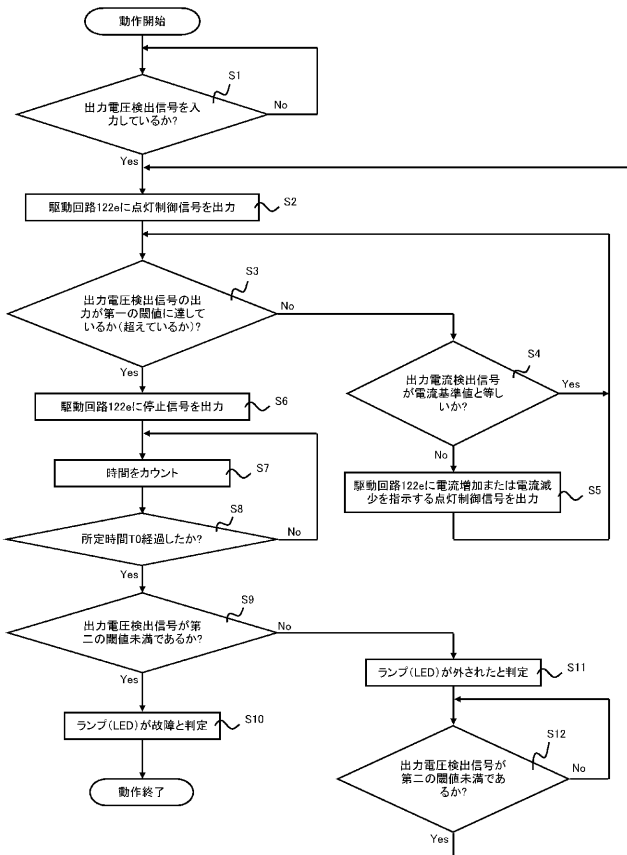 動作開始
S1
出力電圧検出信号を入
力しているか?
No
Yes
駆動回路122eに点灯制御信号を出力
S2
S3
出力電圧検出信号の出
力が第一の閾値に達して
いるか(超えているか)?
No
Yes
S4
出力電流検出信号
が電流基準値と等し
いか?
Yes
No
駆動回路122eに停止信号を出力
S6
時間をカウント
S7
駆動回路122eに電流増加または電流減
少を指示する点灯制御信号を出力
S5
S8
所定時間T0経過したか?
No
Yes
S9
出力電圧検出信号が第
二の閾値未満であるか?
No
Yes
ランプ(LED)が外されたと判定
S11
ランプ(LED)が故障と判定
S10
S12
出力電圧検出信号が
第二の閾値未満であ
るか?
No
Yes
動作終了